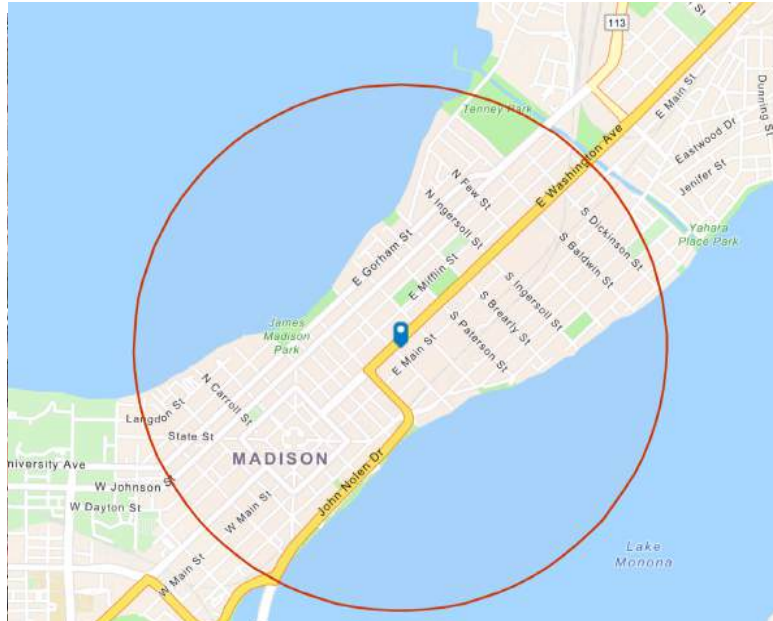 113
Tenney Park
E Main St
Dunning St
Eastwood Dr
Jenifer St
E Washington Ave
N Few St
N Ingersoll St
S Dickinson St
Yahara
Place Park
S Baldwin St
E Gorham St
E Mifflin St
S Ingersoll St
S Brearly St
S Paterson St
James
Madison
Park
E Main St
N Carroll St
Langdon St
State St
MADISON
niversity Ave
W Johnson St
W Dayton St
John Nolen Dr
W Main St
W Main St
Lake
Monona